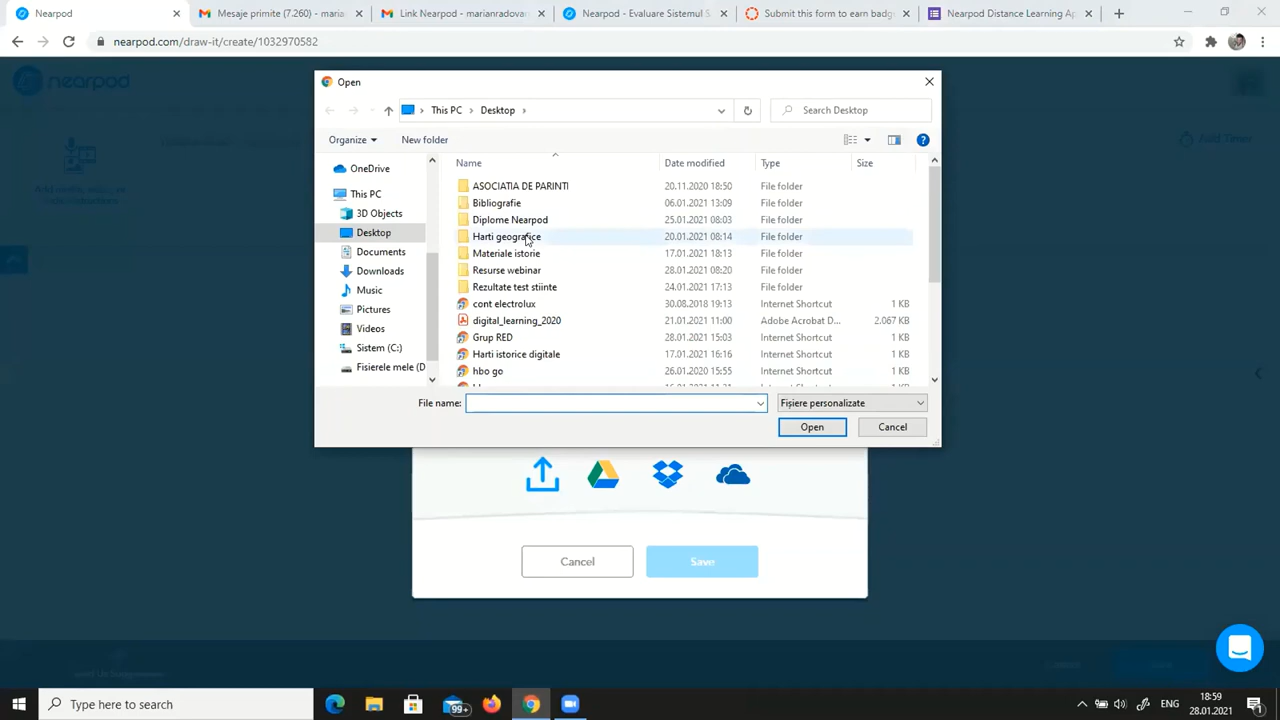 Nearpod
Mesaje primite (7.260) - marian
Link Nearpod - marianradovan
Nearpod - Evaluare Sistemul S
Submit this form to earn badge
Nearpod Distance Learning Ap
nearpod.com/draw-it/create/1032970582
nearpod
Add Timer
Open
This PC
Desktop
Search Desktop
Organize
New folder
Name
Date modified
Type
Size
OneDrive
This PC
3D Objects
Desktop
Documents
Downloads
Music
Pictures
Videos
Sistem (C:)
Fisierele mele (D
ASOCIATIA DE PARINTI 20.11.2020 18:50 File folder
Bibliografie 06.01.2021 13:09 File folder
Diplome Nearpod 25.01.2021 08:03 File folder
Harti geografice 20.01.2021 08:14 File folder
Materiale istorie 17.01.2021 18:13 File folder
Resurse webinar 28.01.2021 08:20 File folder
Rezultate test stiinte 24.01.2021 17:13 File folder
cont electrolux 30.08.2018 19:13 Internet Shortcut 1 KB
digital_learning_2020 21.01.2021 11:00 Adobe Acrobat D... 2.067 KB
Grup RED 28.01.2021 15:03 Internet Shortcut 1 KB
Harti istorice digitale 17.01.2021 16:16 Internet Shortcut 1 KB
hbo go 26.01.2020 15:55 Internet Shortcut 1 KB
File name:
Fișiere personalizate
Open
Cancel
Cancel
Save
Type here to search
99+
ENG
18:59
28.01.2021
1